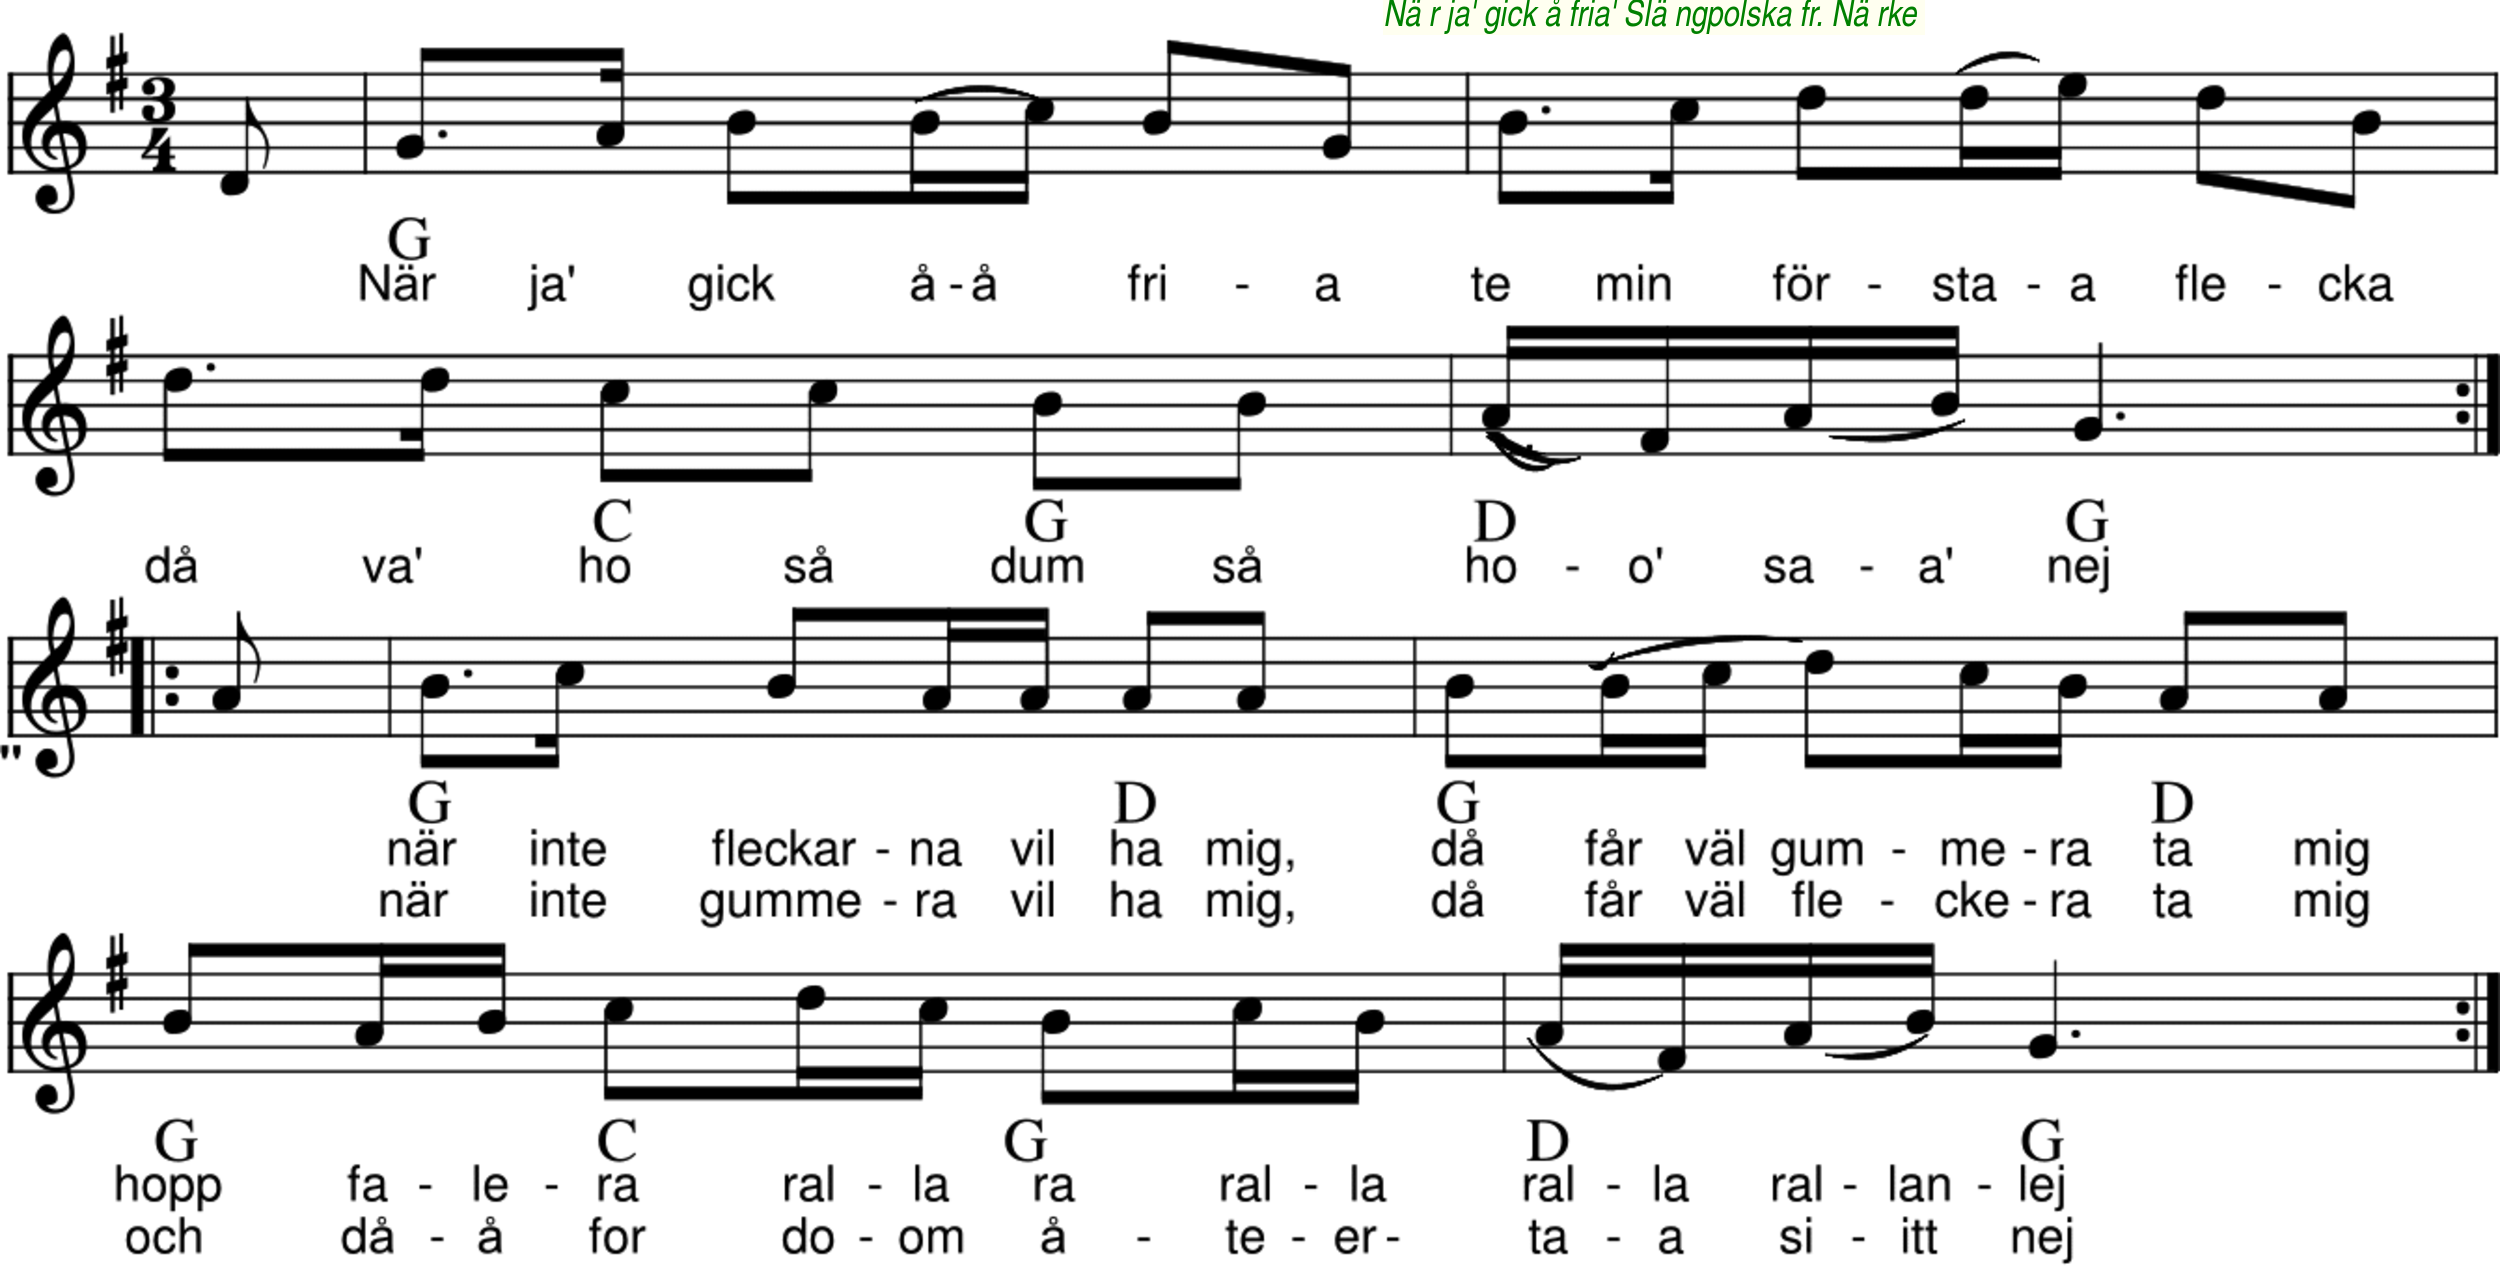 Nä r ja' gick å fria' Slä ngpolska fr. Nä rke
3
4
G
När ja' gick å - å fri - a te min för - sta - a fle - cka
C G D G
då va' ho så dum så ho - o' sa - a' nej
"
G D G D
när inte fleckar - na vil ha mig, då får väl gum - me - ra ta mig
när inte gumme - ra vil ha mig, då får väl fle - cke - ra ta mig
G C G D G
hopp fa - le - ra ral - la ra ral - la ral - la ral - lan - lej
och då - å for do - om å - te - er - ta - a si - itt nej